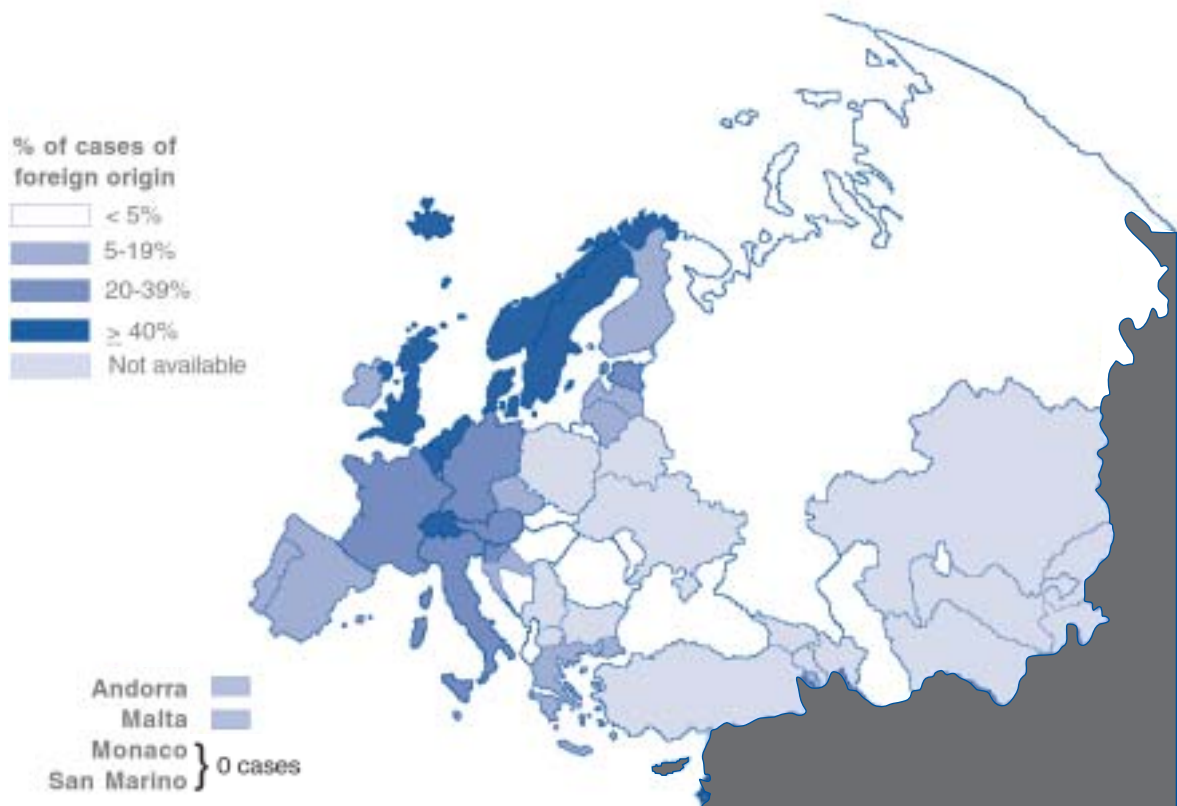 % of cases of
foreign origin
< 5%
5-19%
20-39%
≥ 40%
Not available
Andorra
Malta
Monaco
San Marino
} 0 cases